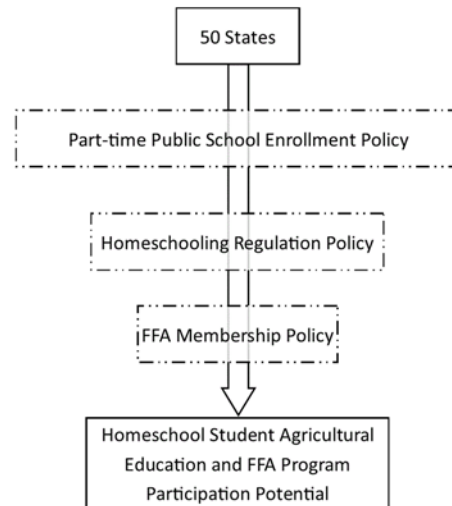 50 States
Part-time Public School Enrollment Policy
Homeschooling Regulation Policy
FFA Membership Policy
Homeschool Student Agricultural
Education and FFA Program
Participation Potential